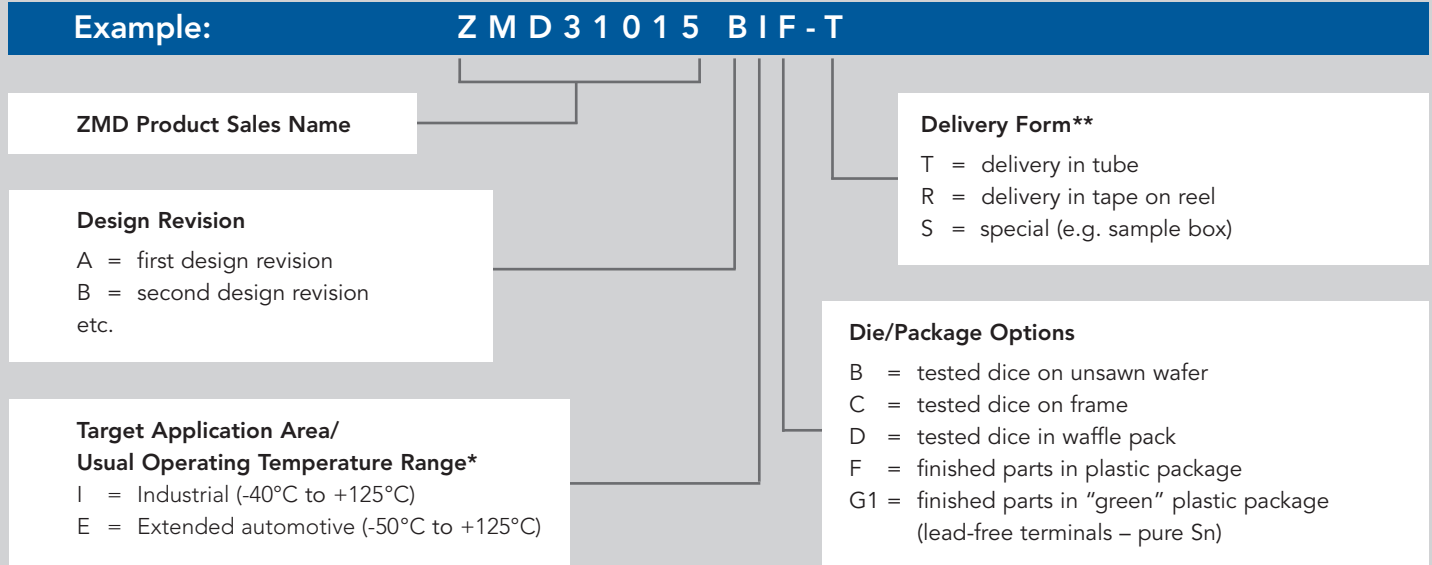 Example: ZMD31015 BIF-T
ZMD Product Sales Name
Design Revision
A = first design revision
B = second design revision
etc.
Target Application Area/
Usual Operating Temperature Range*
I = Industrial (-40°C to +125°C)
E = Extended automotive (-50°C to +125°C)
Delivery Form**
T = delivery in tube
R = delivery in tape on reel
S = special (e.g. sample box)
Die/Package Options
B = tested dice on unsawn wafer
C = tested dice on frame
D = tested dice in waffle pack
F = finished parts in plastic package
G1 = finished parts in “green” plastic package
(lead-free terminals – pure Sn)